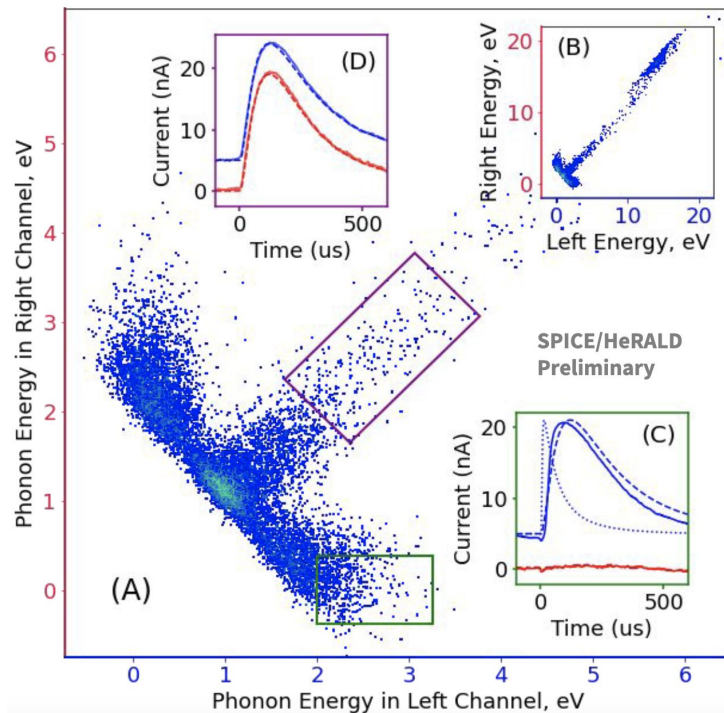 6
5
4
3
2
1
0
Phonon Energy in Right Channel, eV
(D)
20
10
0
Current (nA)
0
500
Time (us)
(B)
20
10
0
Right Energy, eV
0
10
20
Left Energy, eV
SPICE/HeRALD
Preliminary
(C)
20
10
0
Current (nA)
0
500
Time (us)
(A)
0
1
2
3
4
5
6
Phonon Energy in Left Channel, eV